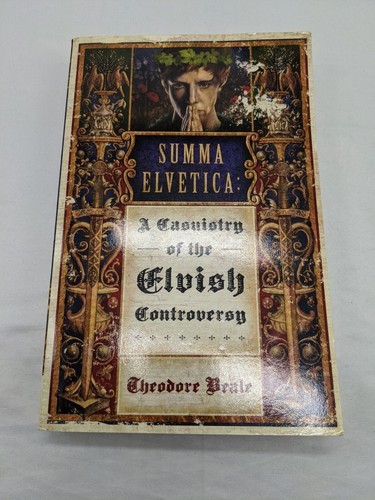 SUMMA
ELVETICA:
A Casuistry
of the
Elvish
Controversy
Theodore Beale